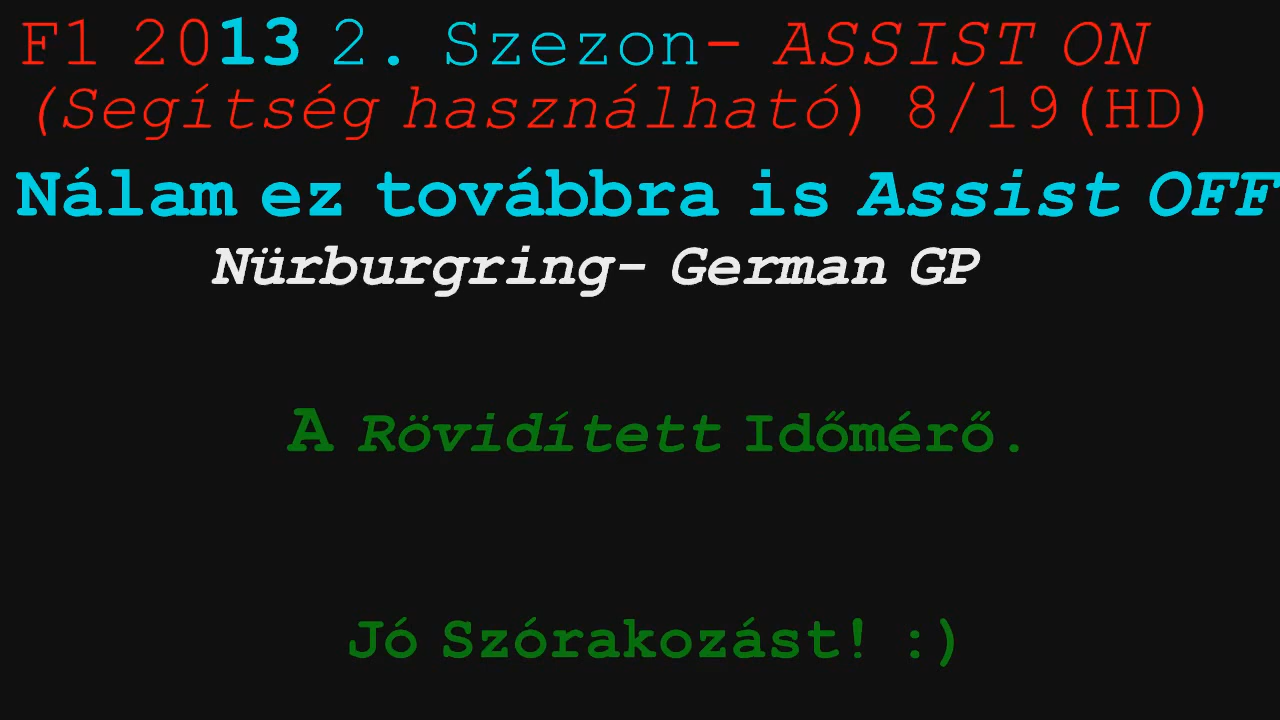 F1 2013 2. Szezon- ASSIST ON
(Segítség használható) 8/19(HD)
Nálam ez továbbra is Assist OFF
Nürburgring- German GP
A Rövidített Időmérő.
Jó Szórakozást! :)